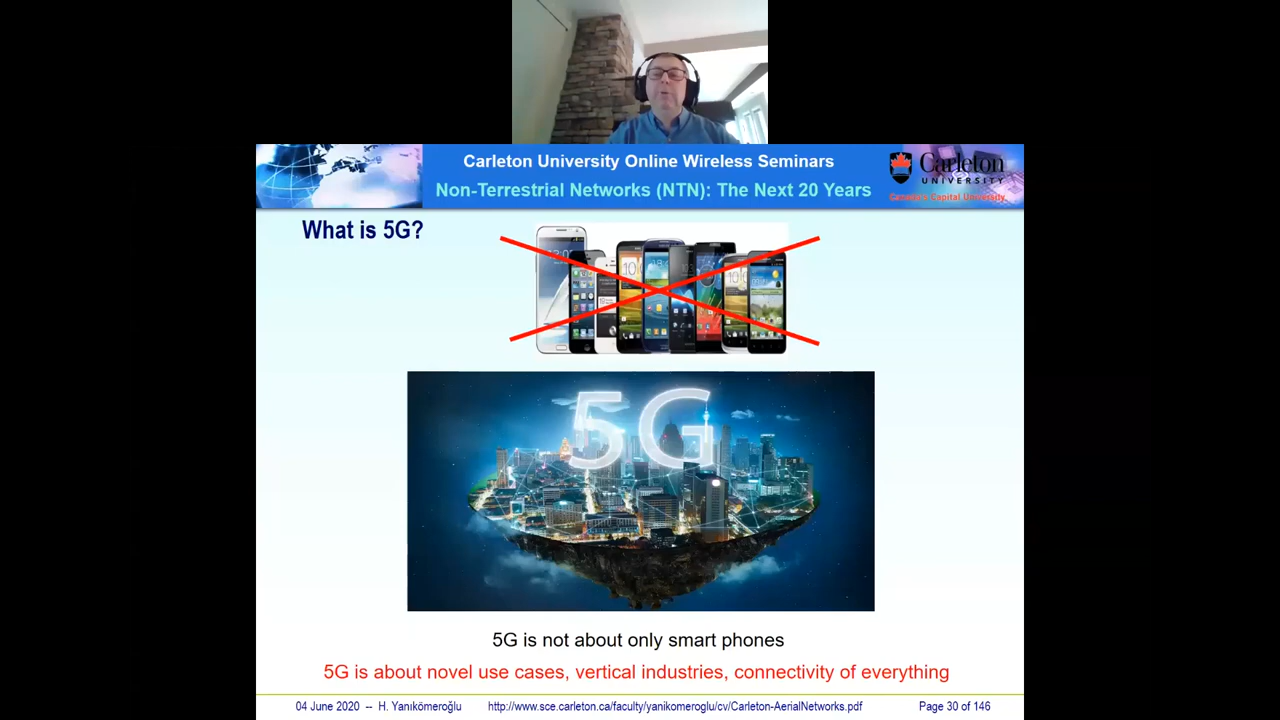 Carleton University Online Wireless Seminars
Non-Terrestrial Networks (NTN): The Next 20 Years
Carleton
UNIVERSITY
Canada's Capital University
What is 5G?
5G
5G is not about only smart phones
5G is about novel use cases, vertical industries, connectivity of everything
04 June 2020 -- H. Yanıkömeroğlu
http://www.sce.carleton.ca/faculty/yanikomeroglu/cv/Carleton-AerialNetworks.pdf
Page 30 of 146